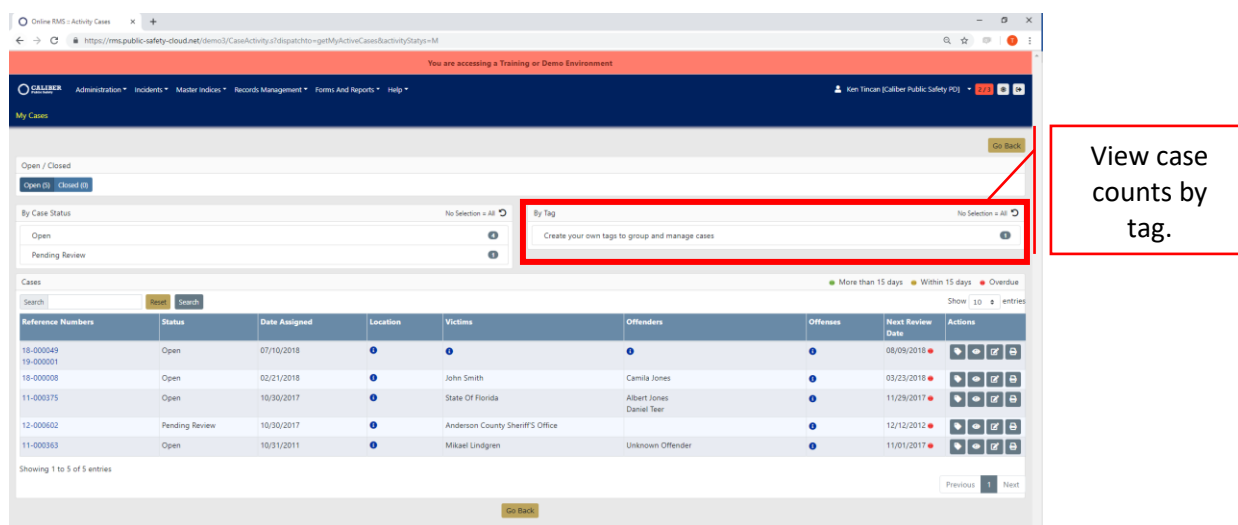 Online RMS :: Activity Cases
https://rms.public-safety-cloud.net/demo3/CaseActivity.s?dispatchto=getMyActiveCases&activityStatys=M
You are accessing a Training or Demo Environment
CALIBER Public Safety Administration Incidents Master Indices Records Management Forms And Reports Help Ken Tincan [Caliber Public Safety PD] 2 / 3
My Cases
Go Back
Open / Closed
Open (5) Closed (0)
By Case Status No Selection = All
Open 4
Pending Review 1
By Tag No Selection = All
Create your own tags to group and manage cases 1
View case
counts by
tag.
Cases More than 15 days Within 15 days Overdue
Search Reset Search Show 10 entries
Reference Numbers Status Date Assigned Location Victims Offenders Offenses Next Review Actions
Date
18-000049 Open 07/10/2018 08/09/2018
19-000001
18-000008 Open 02/21/2018 John Smith Camila Jones 03/23/2018
11-000375 Open 10/30/2017 State Of Florida Albert Jones 11/29/2017
Daniel Teer
12-000602 Pending Review 10/30/2017 Anderson County Sheriff'S Office 12/12/2012
11-000363 Open 10/31/2011 Mikael Lindgren Unknown Offender 11/01/2017
Showing 1 to 5 of 5 entries
Previous 1 Next
Go Back